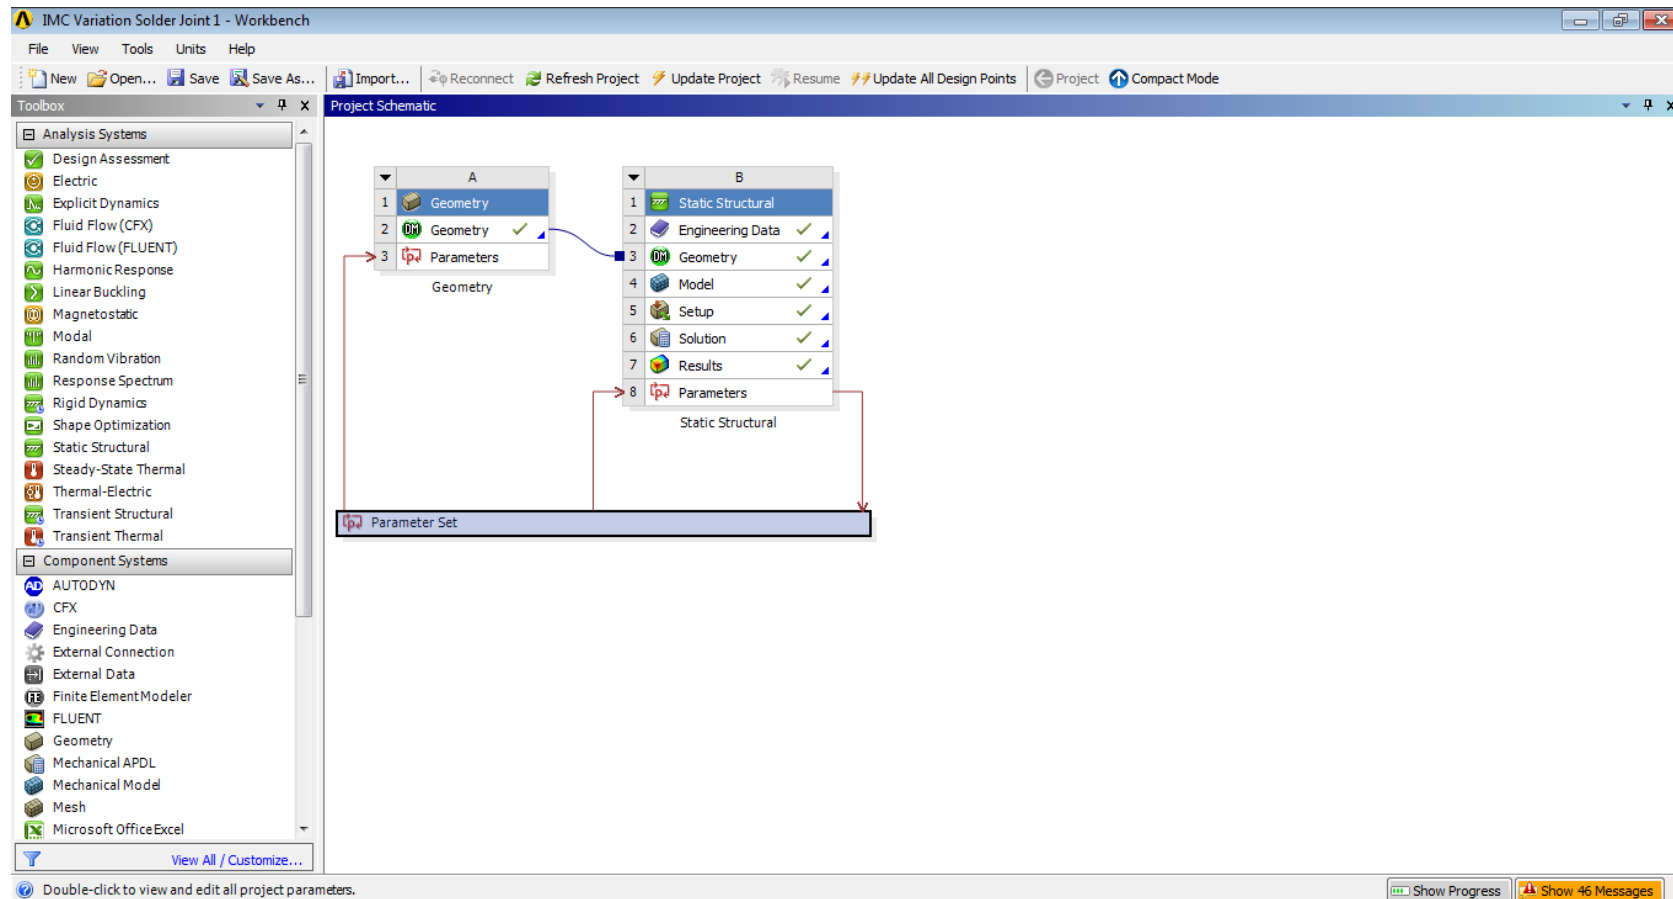 IMC Variation Solder Joint 1 - Workbench
File View Tools Units Help
New Open... Save Save As... Import... Reconnect Refresh Project Update Project Resume Update All Design Points Project Compact Mode
Toolbox
Project Schematic
Analysis Systems
Design Assessment
Electric
Explicit Dynamics
Fluid Flow (CFX)
Fluid Flow (FLUENT)
Harmonic Response
Linear Buckling
Magnetostatic
Modal
Random Vibration
Response Spectrum
Rigid Dynamics
Shape Optimization
Static Structural
Steady-State Thermal
Thermal-Electric
Transient Structural
Transient Thermal
Component Systems
AUTODYN
CFX
Engineering Data
External Connection
External Data
Finite Element Modeler
FLUENT
Geometry
Mechanical APDL
Mechanical Model
Mesh
Microsoft Office Excel
View All / Customize...
A
1 Geometry
2 DM Geometry
3 Parameters
Geometry
B
1 Static Structural
2 Engineering Data
3 DM Geometry
4 Model
5 Setup
6 Solution
7 Results
8 Parameters
Static Structural
Parameter Set
Double-click to view and edit all project parameters.
Show Progress
Show 46 Messages